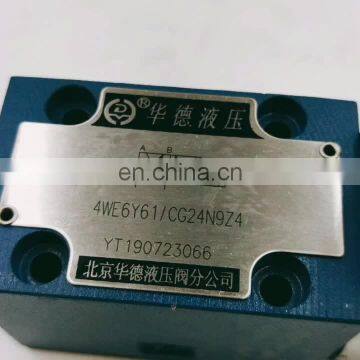 ® 华德液压
A B
4WE6Y61/CG24N9Z4
YT190723066
北京华德液压阀分公司
cn.china.cn